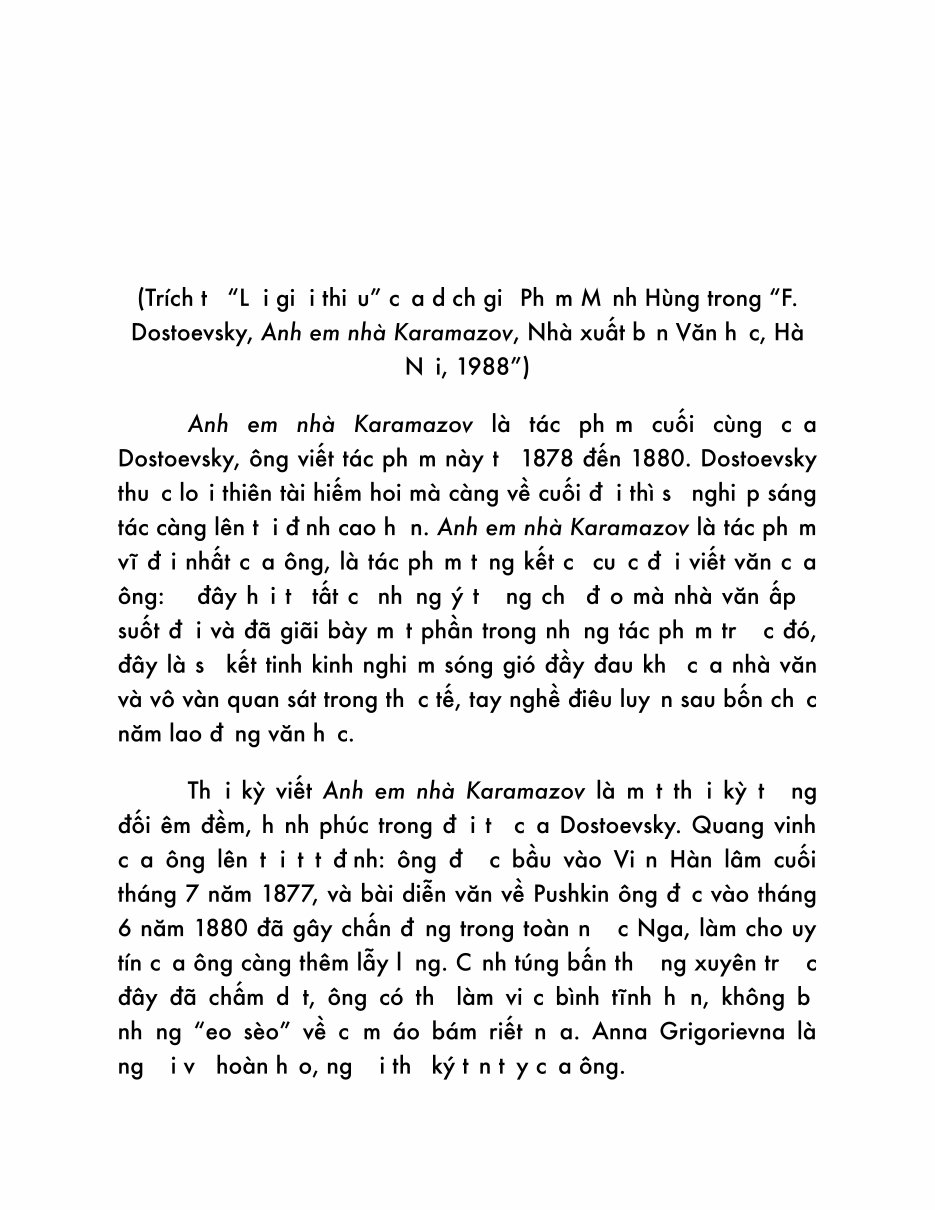 (Trích t “L i gi i thi u” c a d ch gi Ph m M nh Hùng trong “F.
Dostoevsky, Anh em nhà Karamazov, Nhà xuất b n Văn h c, Hà
N i, 1988”)
Anh em nhà Karamazov là tác ph m cuối cùng c a
Dostoevsky, ông viết tác ph m này t 1878 đến 1880. Dostoevsky
thu c lo i thiên tài hiếm hoi mà càng về cuối đ i thì s nghi p sáng
tác càng lên t i đ nh cao h n. Anh em nhà Karamazov là tác ph m
vĩ đ i nhất c a ông, là tác ph m t ng kết c cu c đ i viết văn c a
ông: đây h i t tất c nh ng ý t ng ch đ o mà nhà văn ấp
suốt đ i và đã giãi bày m t phần trong nh ng tác ph m tr c đó,
đây là s kết tinh kinh nghi m sóng gió đầy đau kh c a nhà văn
và vô vàn quan sát trong th c tế, tay nghề điêu luy n sau bốn ch c
năm lao đ ng văn h c.
Th i kỳ viết Anh em nhà Karamazov là m t th i kỳ t ng
đối êm đềm, h nh phúc trong đ i t c a Dostoevsky. Quang vinh
c a ông lên t i t t đ nh: ông đ c bầu vào Vi n Hàn lâm cuối
tháng 7 năm 1877, và bài diễn văn về Pushkin ông đ c vào tháng
6 năm 1880 đã gây chấn đ ng trong toàn n c Nga, làm cho uy
tín c a ông càng thêm lẫy l ng. C nh túng bấn th ng xuyên tr c
đây đã chấm d t, ông có th làm vi c bình tĩnh h n, không b
nh ng “eo sèo” về c m áo bám riết n a. Anna Grigorievna là
ng i v hoàn h o, ng i th ký t n t y c a ông.